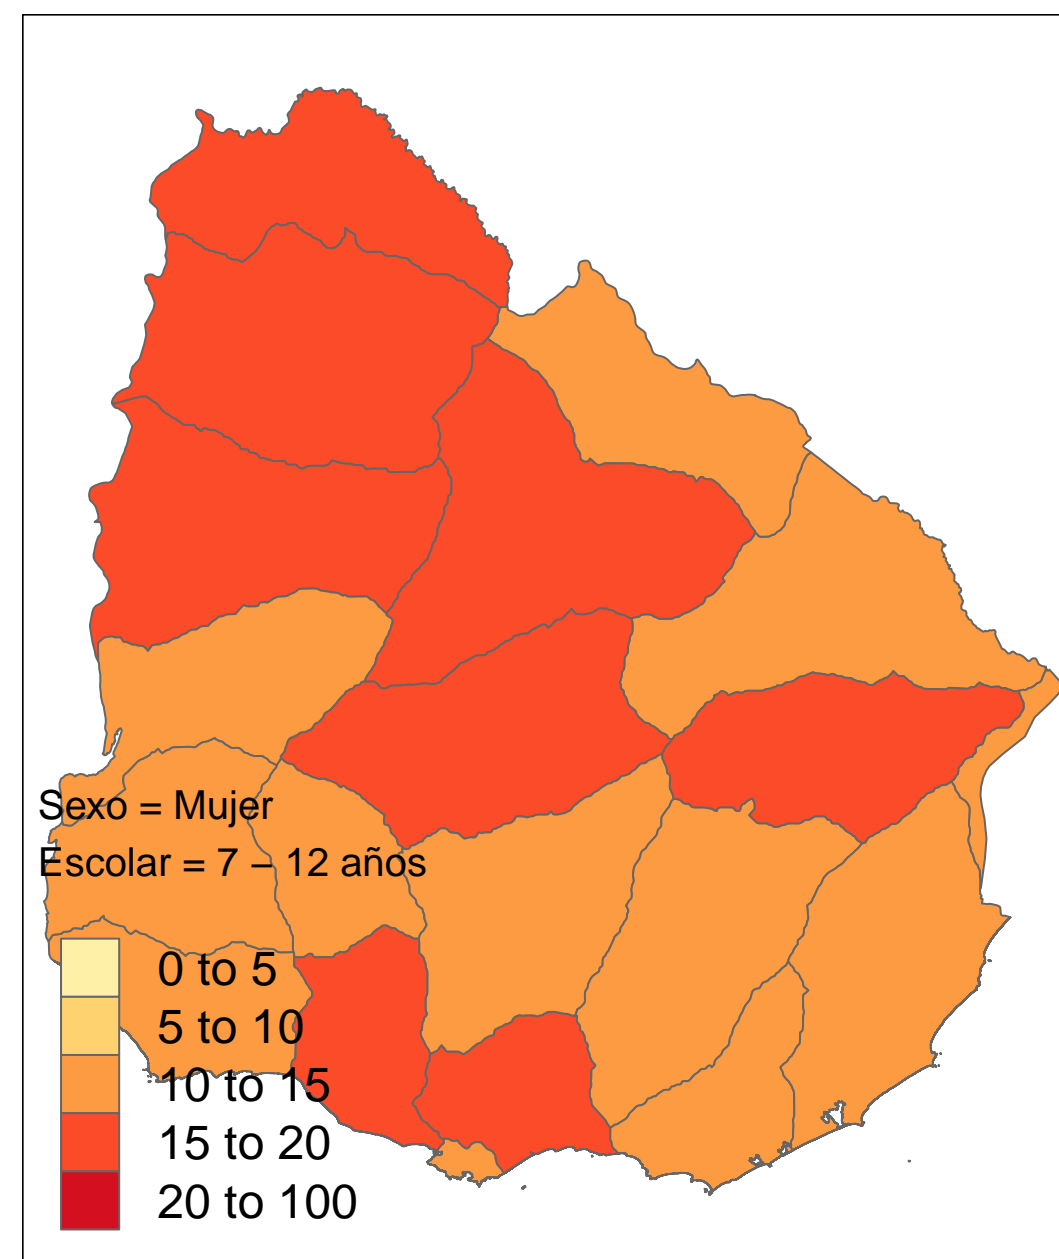 Sexo = Mujer
Escolar = 7 – 12 años
0 to 5
5 to 10
10 to 15
15 to 20
20 to 100